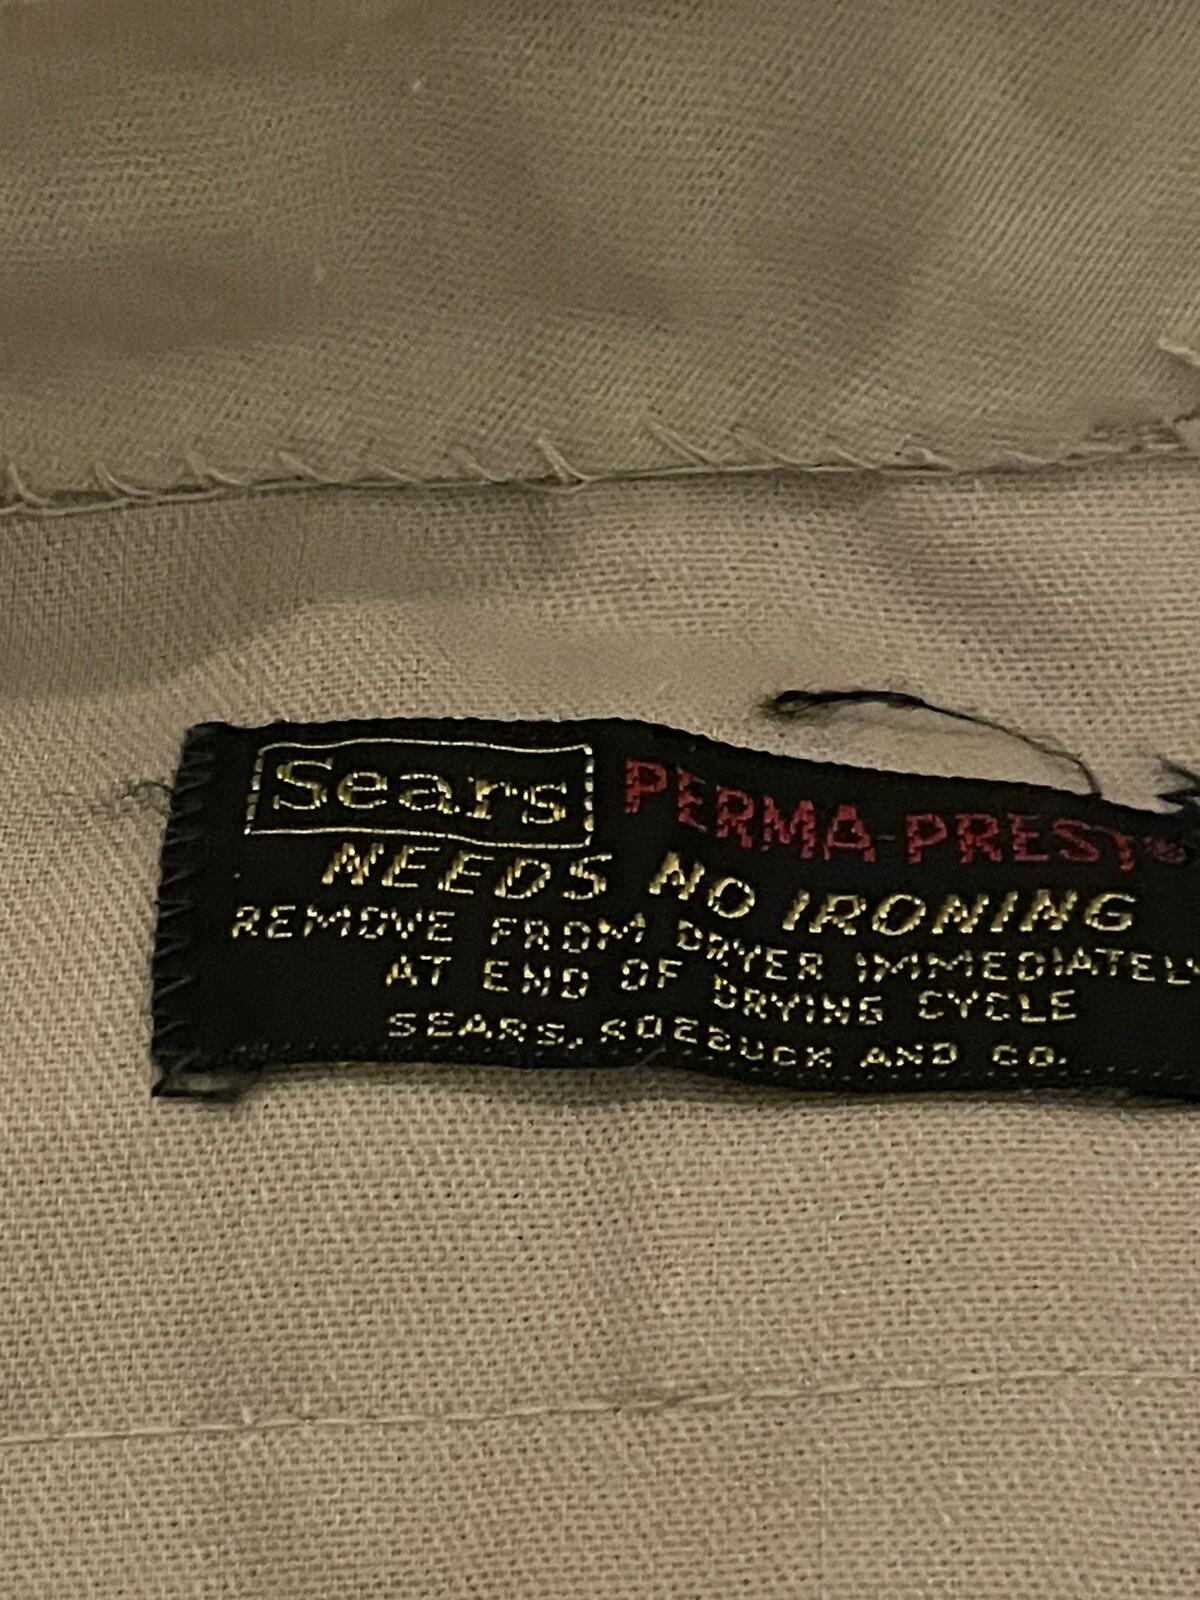 Sears PERMA-PREST®
NEEDS NO IRONING
REMOVE FROM DRYER IMMEDIATELY
AT END OF DRYING CYCLE
SEARS, ROEBUCK AND CO.